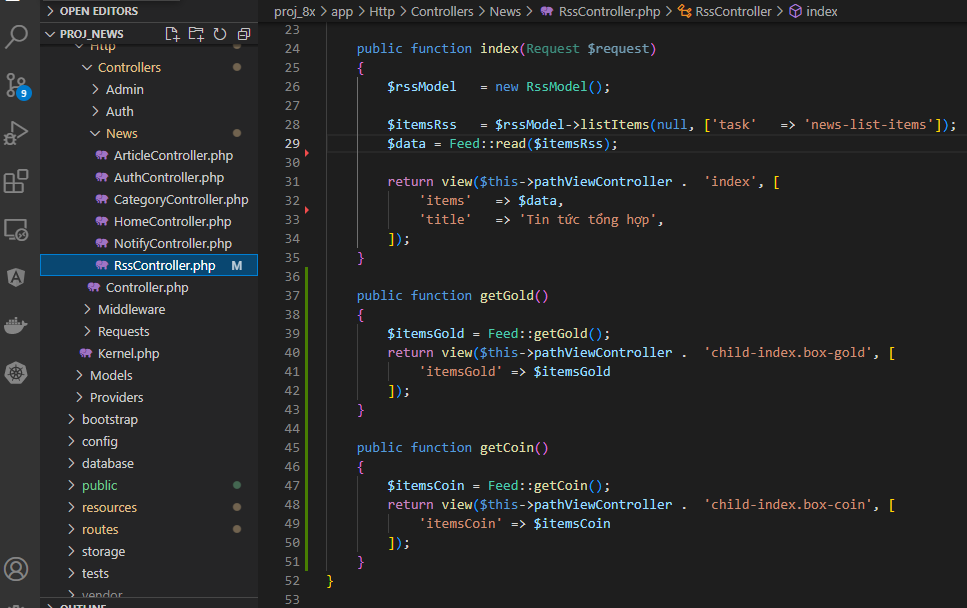 OPEN EDITORS
PROJ_NEWS
Http
Controllers
Admin
Auth
News
ArticleController.php
AuthController.php
CategoryController.php
HomeController.php
NotifyController.php
RssController.php M
Controller.php
Middleware
Requests
Kernel.php
Models
Providers
bootstrap
config
database
public
resources
routes
storage
tests
vendor
OUTLINE
9
proj_8x > app > Http > Controllers > News > RssController.php > RssController > index
23
24 public function index(Request $request)
25 {
26 $rssModel = new RssModel();
27
28 $itemsRss = $rssModel->listItems(null, ['task' => 'news-list-items']);
29 $data = Feed::read($itemsRss);
30
31 return view($this->pathViewController . 'index', [
32 'items' => $data,
33 'title' => 'Tin tức tổng hợp',
34 ]);
35 }
36
37 public function getGold()
38 {
39 $itemsGold = Feed::getGold();
40 return view($this->pathViewController . 'child-index.box-gold', [
41 'itemsGold' => $itemsGold
42 ]);
43 }
44
45 public function getCoin()
46 {
47 $itemsCoin = Feed::getCoin();
48 return view($this->pathViewController . 'child-index.box-coin', [
49 'itemsCoin' => $itemsCoin
50 ]);
51 }
52 }
53